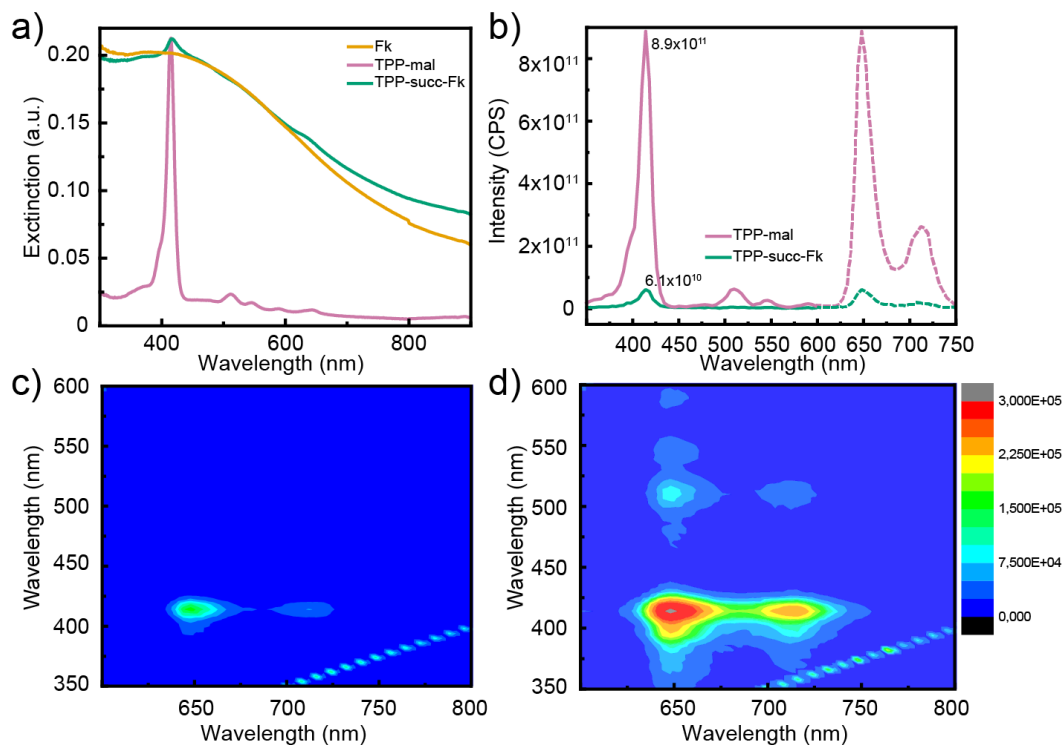 a)
Exctinction (a.u.)
0.20
0.15
0.10
0.05
0
Fk
TPP-mal
TPP-succ-Fk
400 600 800
Wavelength (nm)
b)
Intensity (CPS)
8x10¹¹
6x10¹¹
4x10¹¹
2x10¹¹
0
8.9x10¹¹
TPP-mal
TPP-succ-Fk
6.1x10¹⁰
400 450 500 550 600 650 700 750
Wavelength (nm)
c)
Wavelength (nm)
600
550
500
450
400
350
650 700 750 800
Wavelength (nm)
d)
Wavelength (nm)
600
550
500
450
400
350
600 650 700 750 800
Wavelength (nm)
3,000E+05
2,250E+05
1,500E+05
7,500E+04
0,000